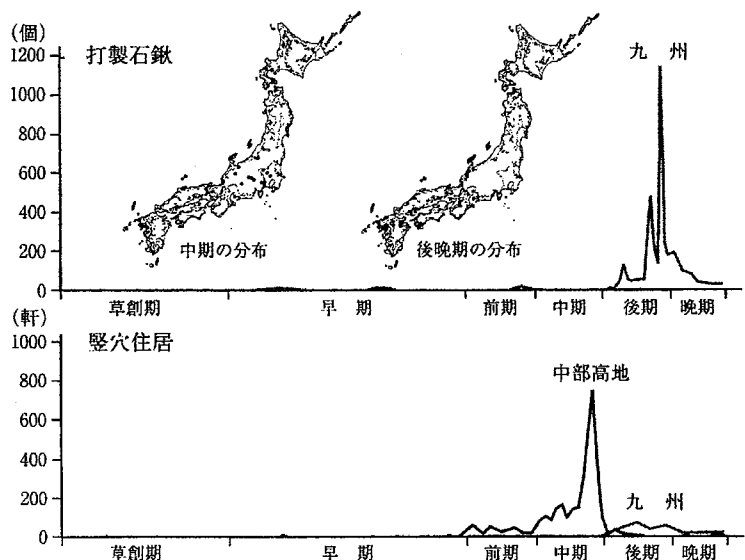 (個)
打製石鍬
九州
1200
1000
800
600
400
200
0
中期の分布
後晩期の分布
草創期 早期 前期 中期 後期 晩期
(軒)
竪穴住居
中部高地
九州
1000
800
600
400
200
0
草創期 早期 前期 中期 後期 晩期